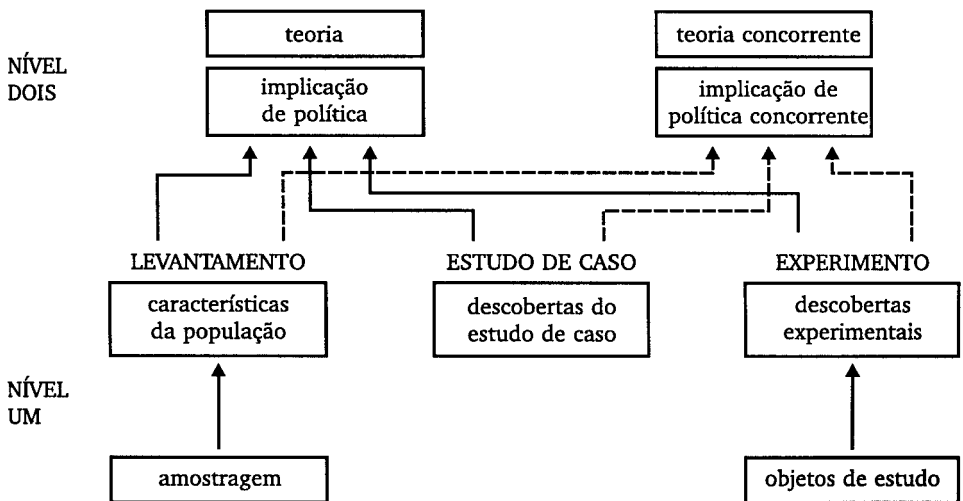 teoria
teoria concorrente
NÍVEL
DOIS
implicação
de política
implicação de
política concorrente
LEVANTAMENTO
ESTUDO DE CASO
EXPERIMENTO
características
da população
descobertas do
estudo de caso
descobertas
experimentais
NÍVEL
UM
amostragem
objetos de estudo